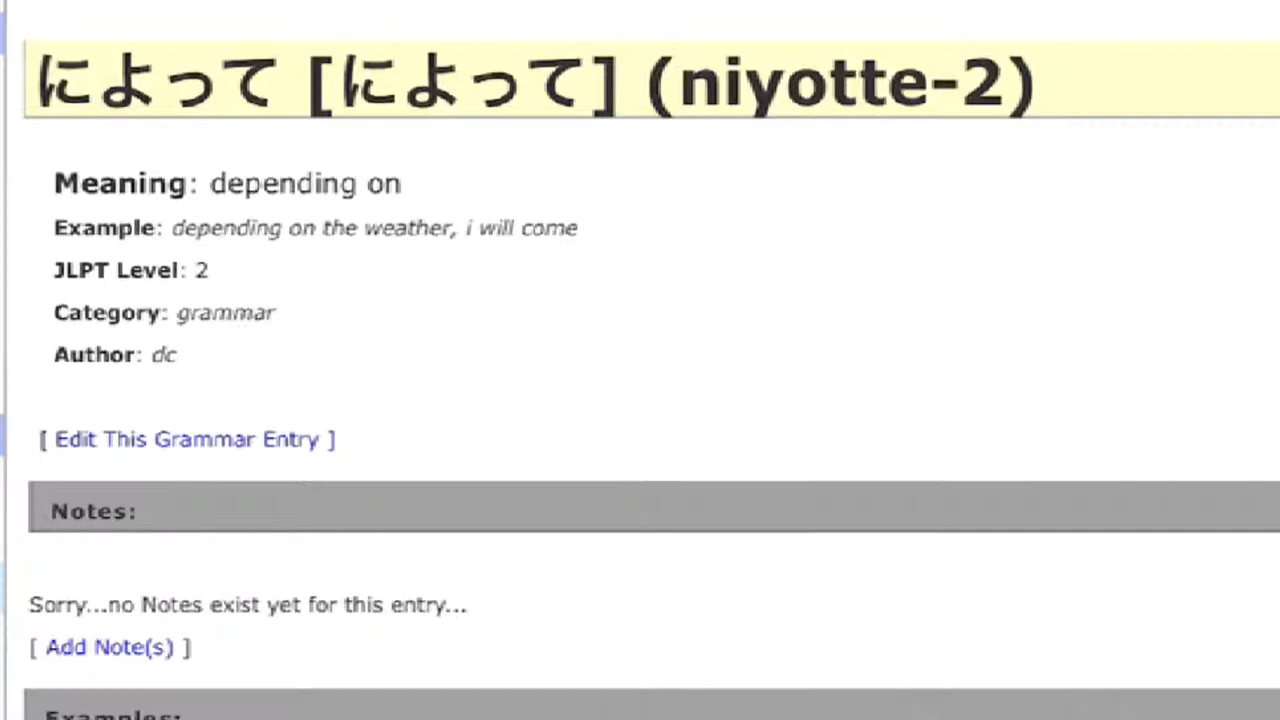 によって [によって] (niyotte-2)
Meaning: depending on
Example: depending on the weather, i will come
JLPT Level: 2
Category: grammar
Author: dc
[ Edit This Grammar Entry ]
Notes:
Sorry...no Notes exist yet for this entry...
[ Add Note(s) ]
Examples: